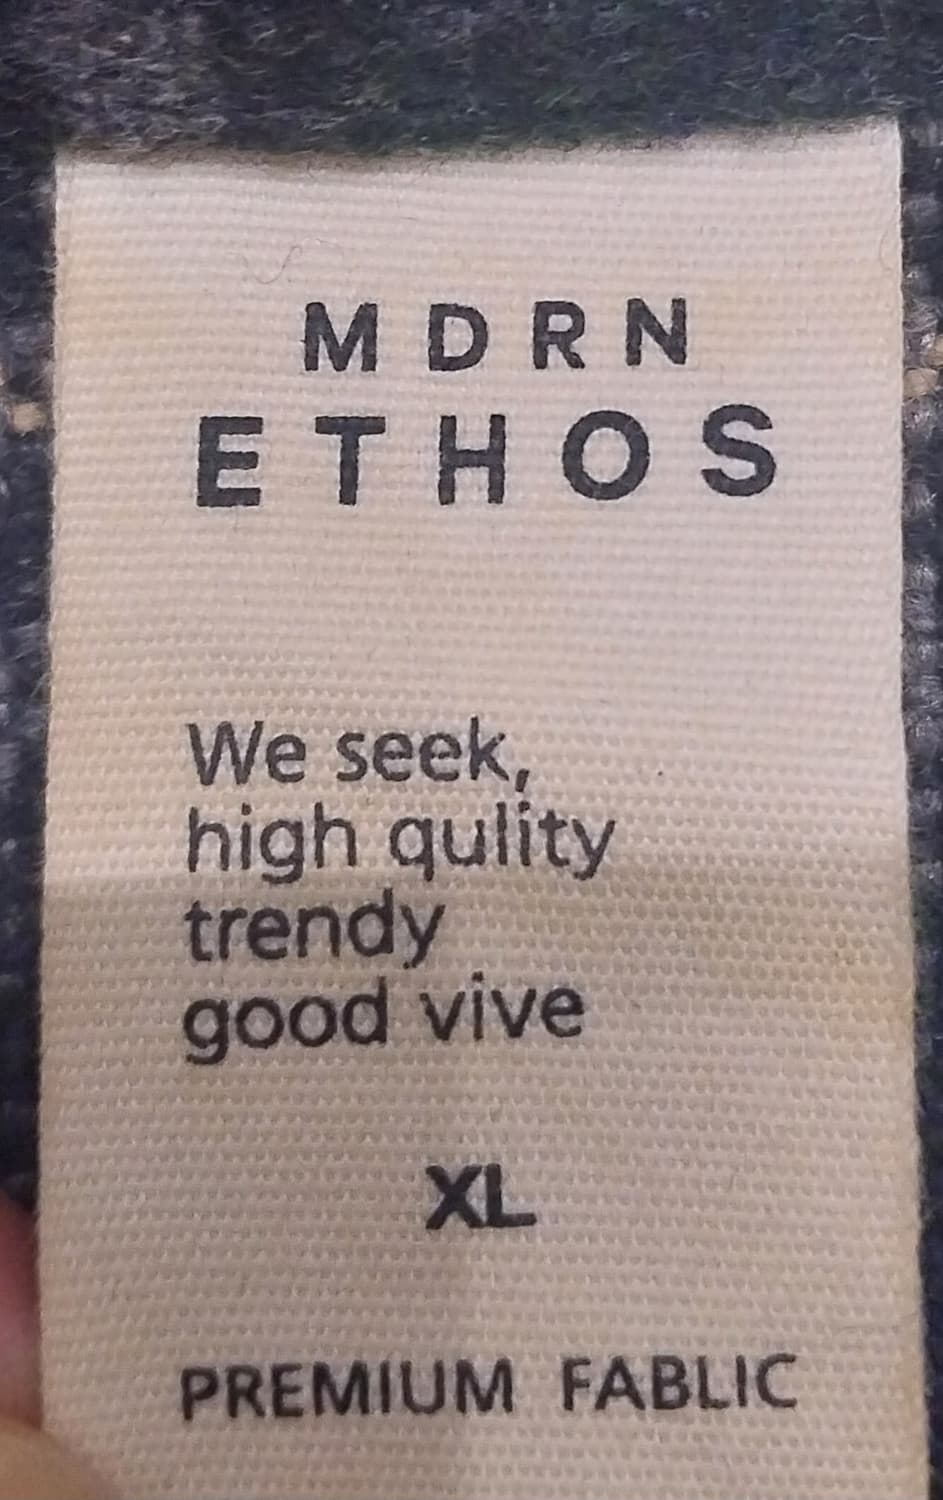 MDRN
ETHOS
We seek,
high qulity
trendy
good vive
XL
PREMIUM FABLIC